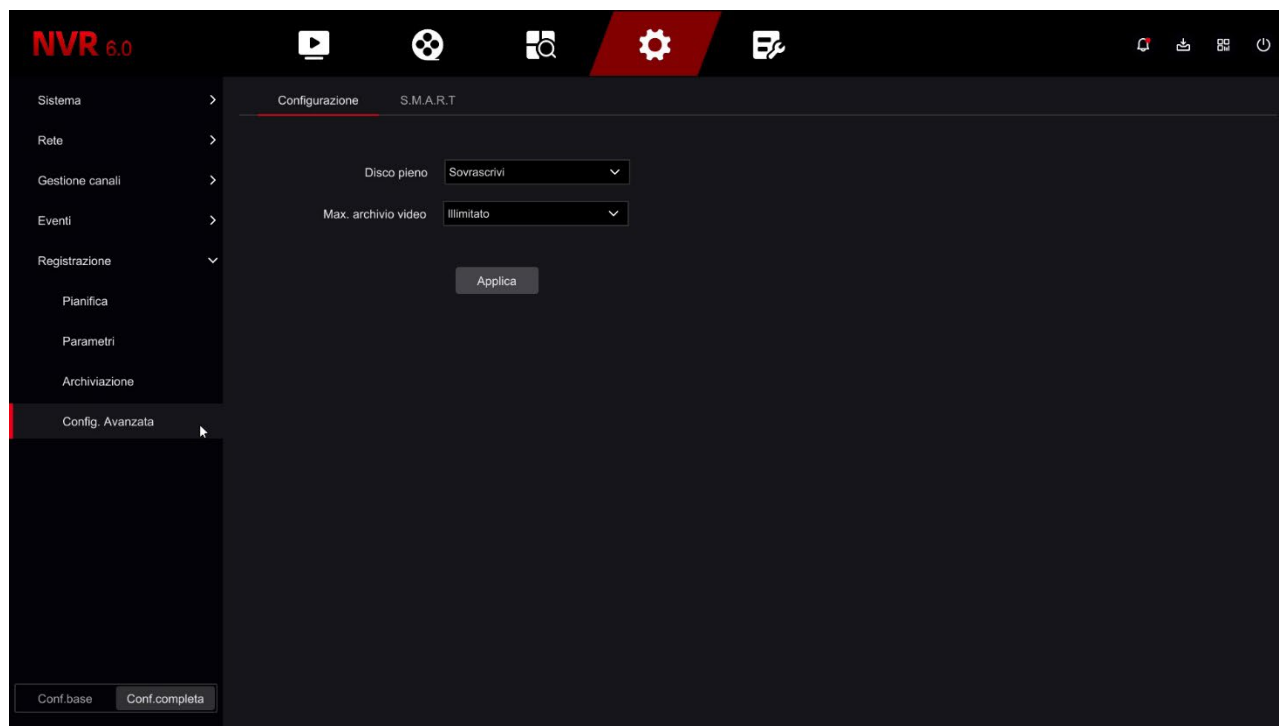 NVR 6.0
Sistema
Rete
Gestione canali
Eventi
Registrazione
Pianifica
Parametri
Archiviazione
Config. Avanzata
Conf.base Conf.completa
Configurazione S.M.A.R.T
Disco pieno Sovrascrivi
Max. archivio video Illimitato
Applica